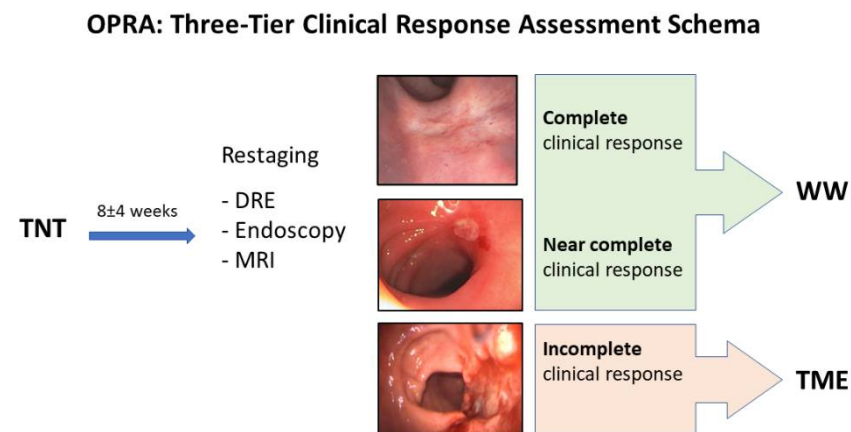 OPRA: Three-Tier Clinical Response Assessment Schema
TNT
8±4 weeks
Restaging
- DRE
- Endoscopy
- MRI
Complete
clinical response
Near complete
clinical response
WW
Incomplete
clinical response
TME